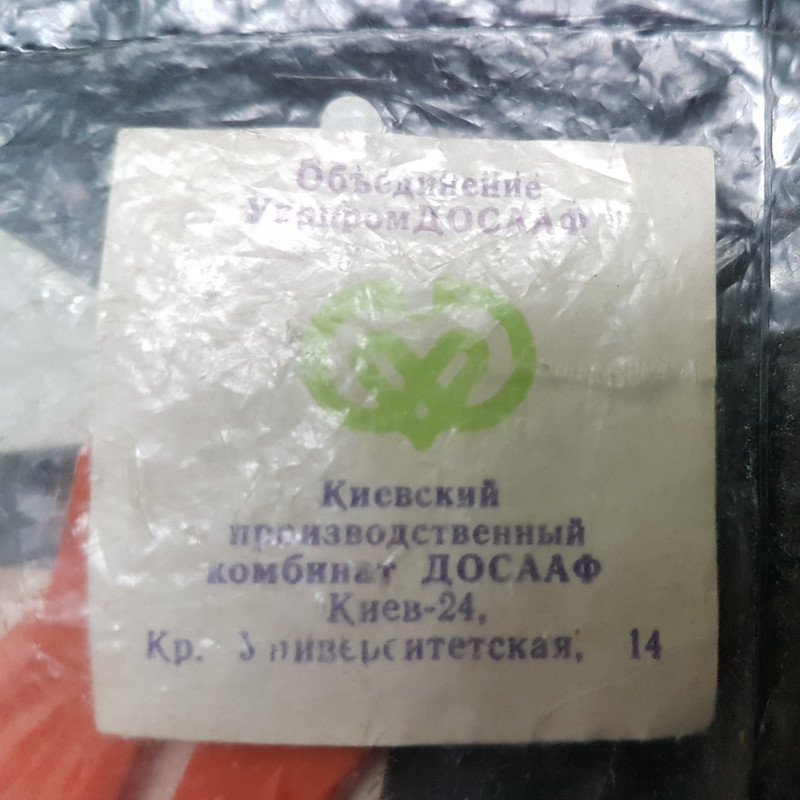 Объединение
УкрпромДОСААФ
Киевский
производственный
комбинат ДОСААФ
Киев-24,
Кр. Университетская, 14